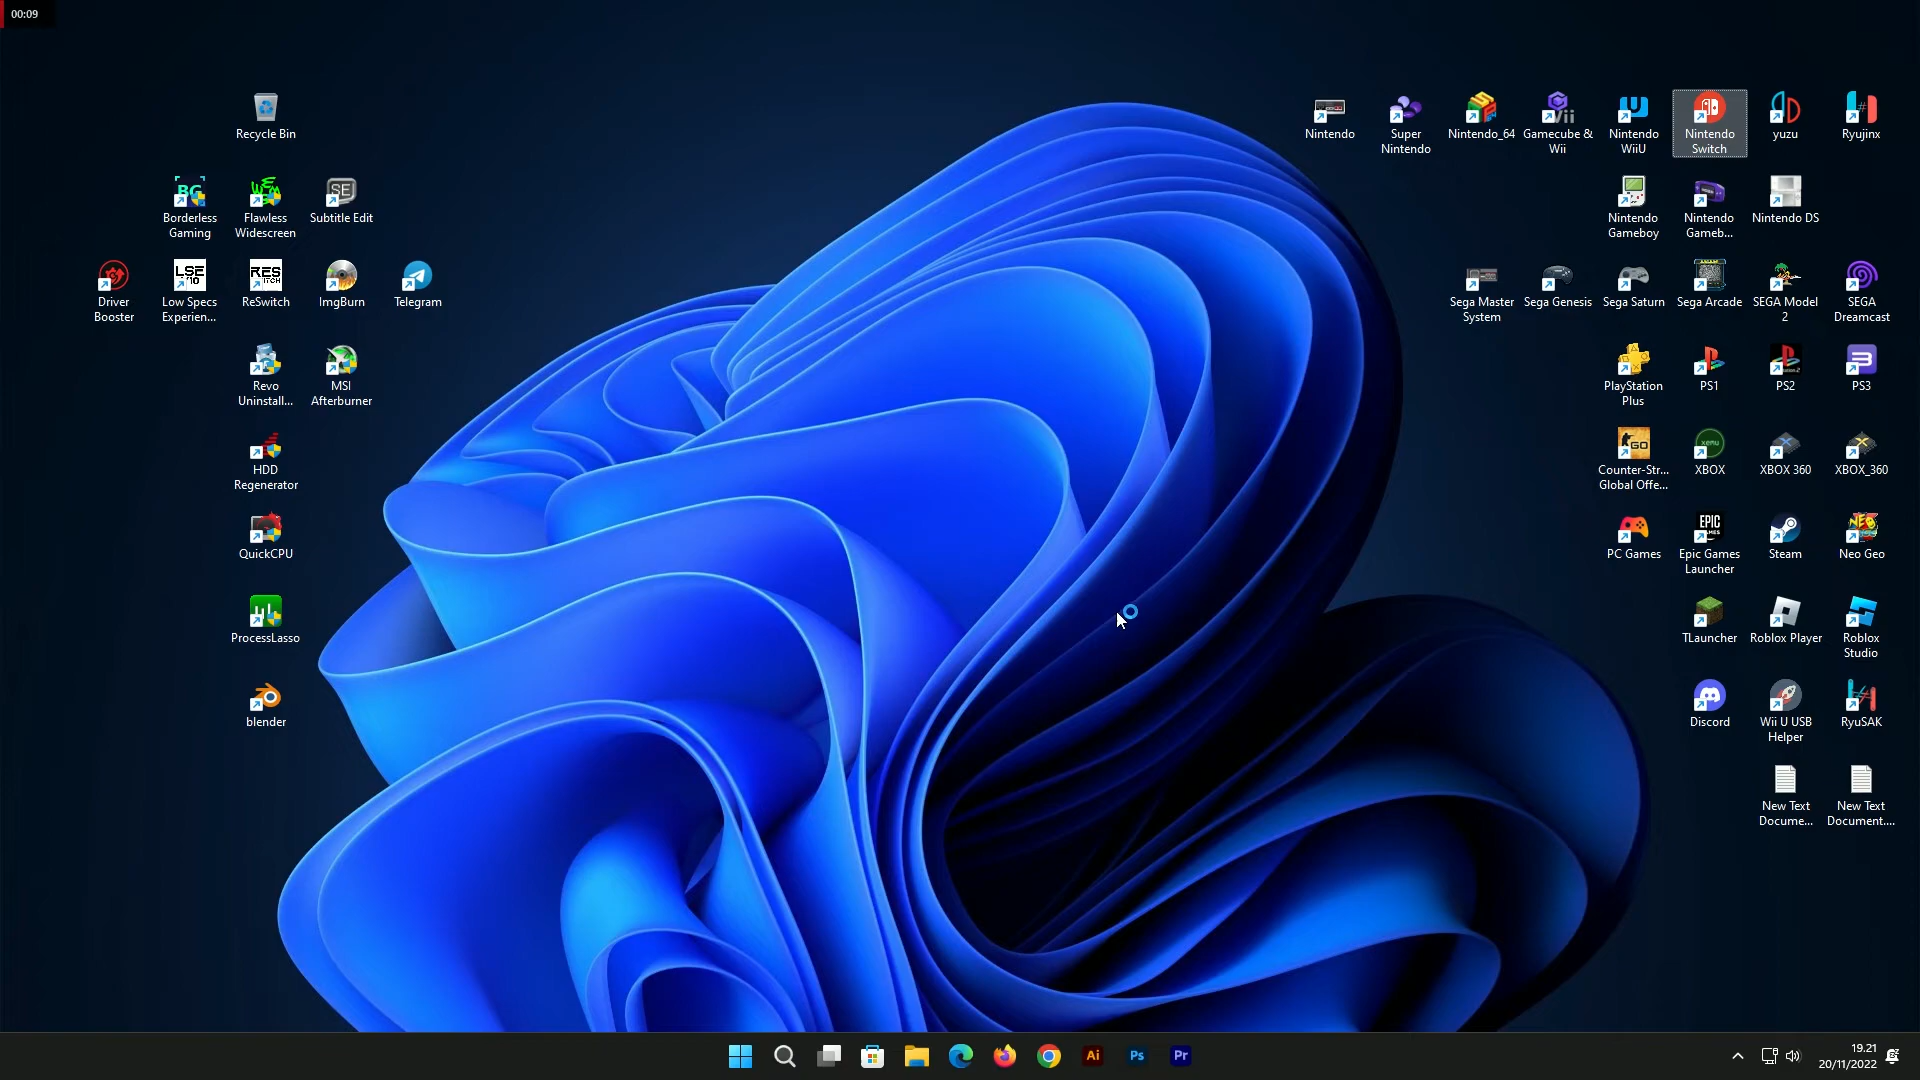 00:09
Recycle Bin
Nintendo
Super
Nintendo
Nintendo_64
Gamecube &
Wii
Nintendo
WiiU
Nintendo
Switch
yuzu
Ryujinx
Borderless
Gaming
Flawless
Widescreen
Subtitle Edit
Nintendo
Gameboy
Nintendo
Gameb...
Nintendo DS
Driver
Booster
Low Specs
Experien...
ReSwitch
ImgBurn
Telegram
Sega Master
System
Sega Genesis
Sega Saturn
Sega Arcade
SEGA Model
2
SEGA
Dreamcast
Revo
Uninstall...
MSI
Afterburner
PlayStation
Plus
PS1
PS2
PS3
HDD
Regenerator
Counter-Str...
Global Offe...
XBOX
XBOX 360
XBOX_360
QuickCPU
PC Games
Epic Games
Launcher
Steam
Neo Geo
ProcessLasso
TLauncher
Roblox Player
Roblox
Studio
blender
Discord
Wii U USB
Helper
RyuSAK
New Text
Docume...
New Text
Document....
Ai
Ps
Pr
19.21
20/11/2022